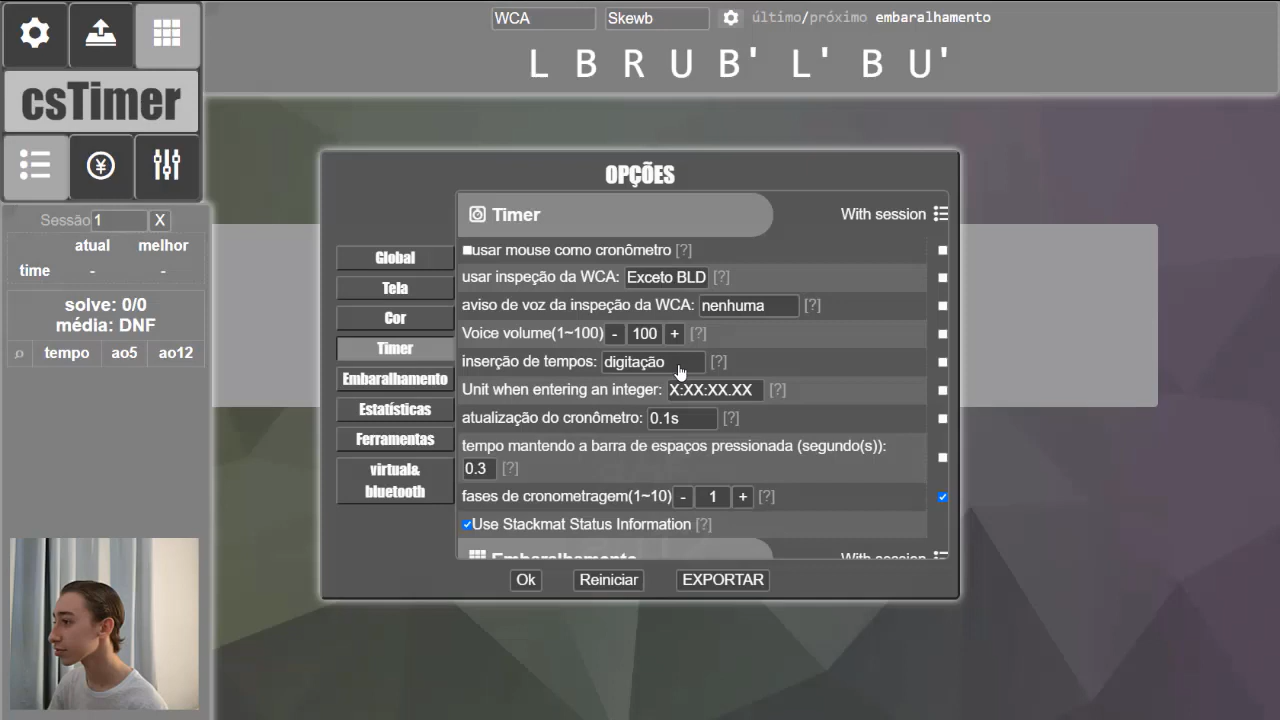 WCA Skewb último/próximo embaralhamento
L B R U B' L' B U'
csTimer
Sessão 1 X
atual melhor
time - -
solve: 0/0
média: DNF
tempo ao5 ao12
OPÇÕES
Global
Tela
Cor
Timer
Embaralhamento
Estatísticas
Ferramentas
virtual&
bluetooth
Timer With session
usar mouse como cronômetro [?]
usar inspeção da WCA: Exceto BLD [?]
aviso de voz da inspeção da WCA: nenhuma [?]
Voice volume(1~100) - 100 + [?]
inserção de tempos: digitação [?]
Unit when entering an integer: X:XX:XX.XX [?]
atualização do cronômetro: 0.1s [?]
tempo mantendo a barra de espaços pressionada (segundo(s)):
0.3 [?]
fases de cronometragem(1~10) - 1 + [?]
Use Stackmat Status Information [?]
Embaralhamento With session
Ok Reiniciar EXPORTAR